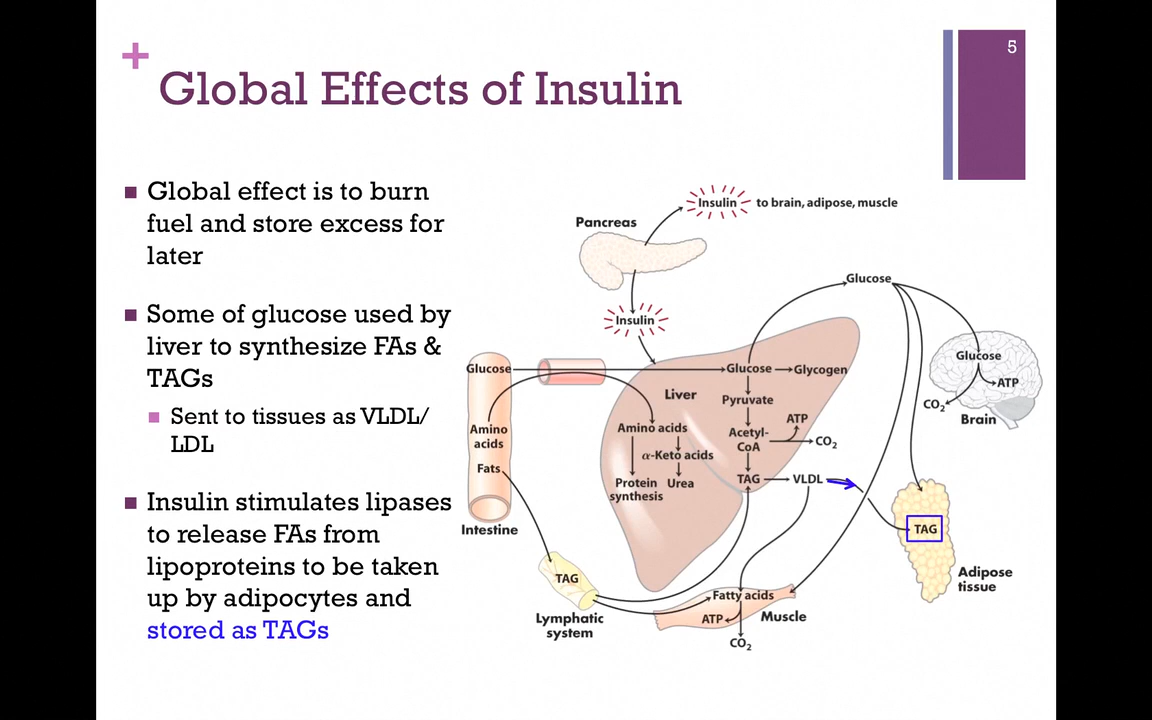 5
+
Global Effects of Insulin
■ Global effect is to burn
fuel and store excess for
later
■ Some of glucose used by
liver to synthesize FAs &
TAGs
■ Sent to tissues as VLDL/
LDL
■ Insulin stimulates lipases
to release FAs from
lipoproteins to be taken
up by adipocytes and
stored as TAGs
Insulin to brain, adipose, muscle
Pancreas
Insulin
Glucose
Glucose
Glucose
Glycogen
Liver
Pyruvate
Amino acids
Acetyl-
CoA
ATP
CO₂
α-Keto acids
Protein
synthesis
Urea
TAG
VLDL
Amino
acids
Fats
Intestine
TAG
Lymphatic
system
Fatty acids
ATP
CO₂
Muscle
Glucose
ATP
CO₂
Brain
TAG
Adipose
tissue